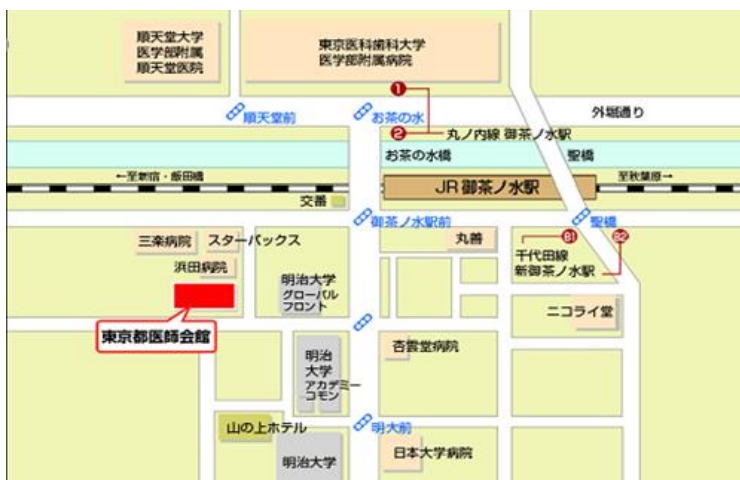 順天堂大学
医学部附属
順天堂医院
東京医科歯科大学
医学部附属病院
1
順天堂前
お茶の水
外堀通り
2
丸ノ内線 御茶ノ水駅
お茶の水橋
聖橋
←至新宿・飯田橋
JR 御茶ノ水駅
至秋葉原→
交番
御茶ノ水駅前
聖橋
三楽病院
スターバックス
丸善
B1
B2
千代田線
新御茶ノ水駅
浜田病院
明治大学
グローバル
フロント
ニコライ堂
東京都医師会館
明治
大学
アカデミー
コモン
杏雲堂病院
山の上ホテル
明大前
明治大学
日本大学病院